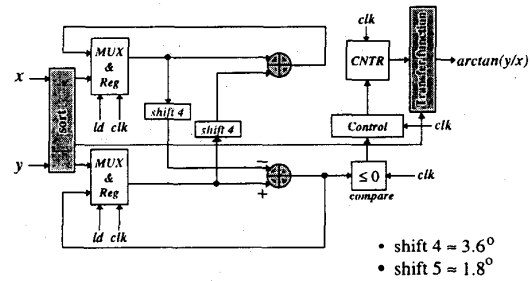 MUX
&
Reg
ld clk
x
y
sort
shift 4
shift 4
MUX
&
Reg
ld clk
−
+
clk
CNTR
Control
clk
≤ 0
compare
clk
Transfer function
arctan(y/x)
• shift 4 ≈ 3.6°
• shift 5 ≈ 1.8°